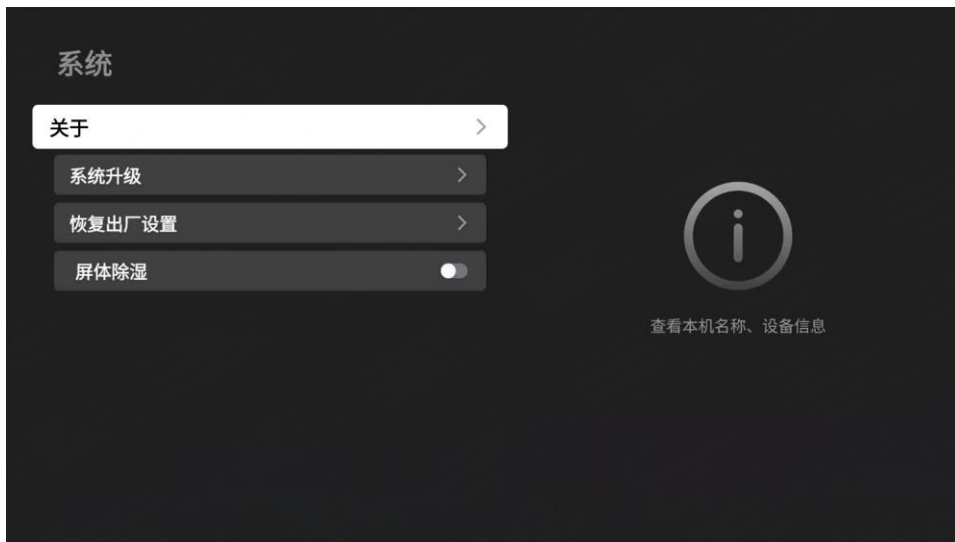 系统
关于
系统升级
恢复出厂设置
屏体除湿
查看本机名称、设备信息